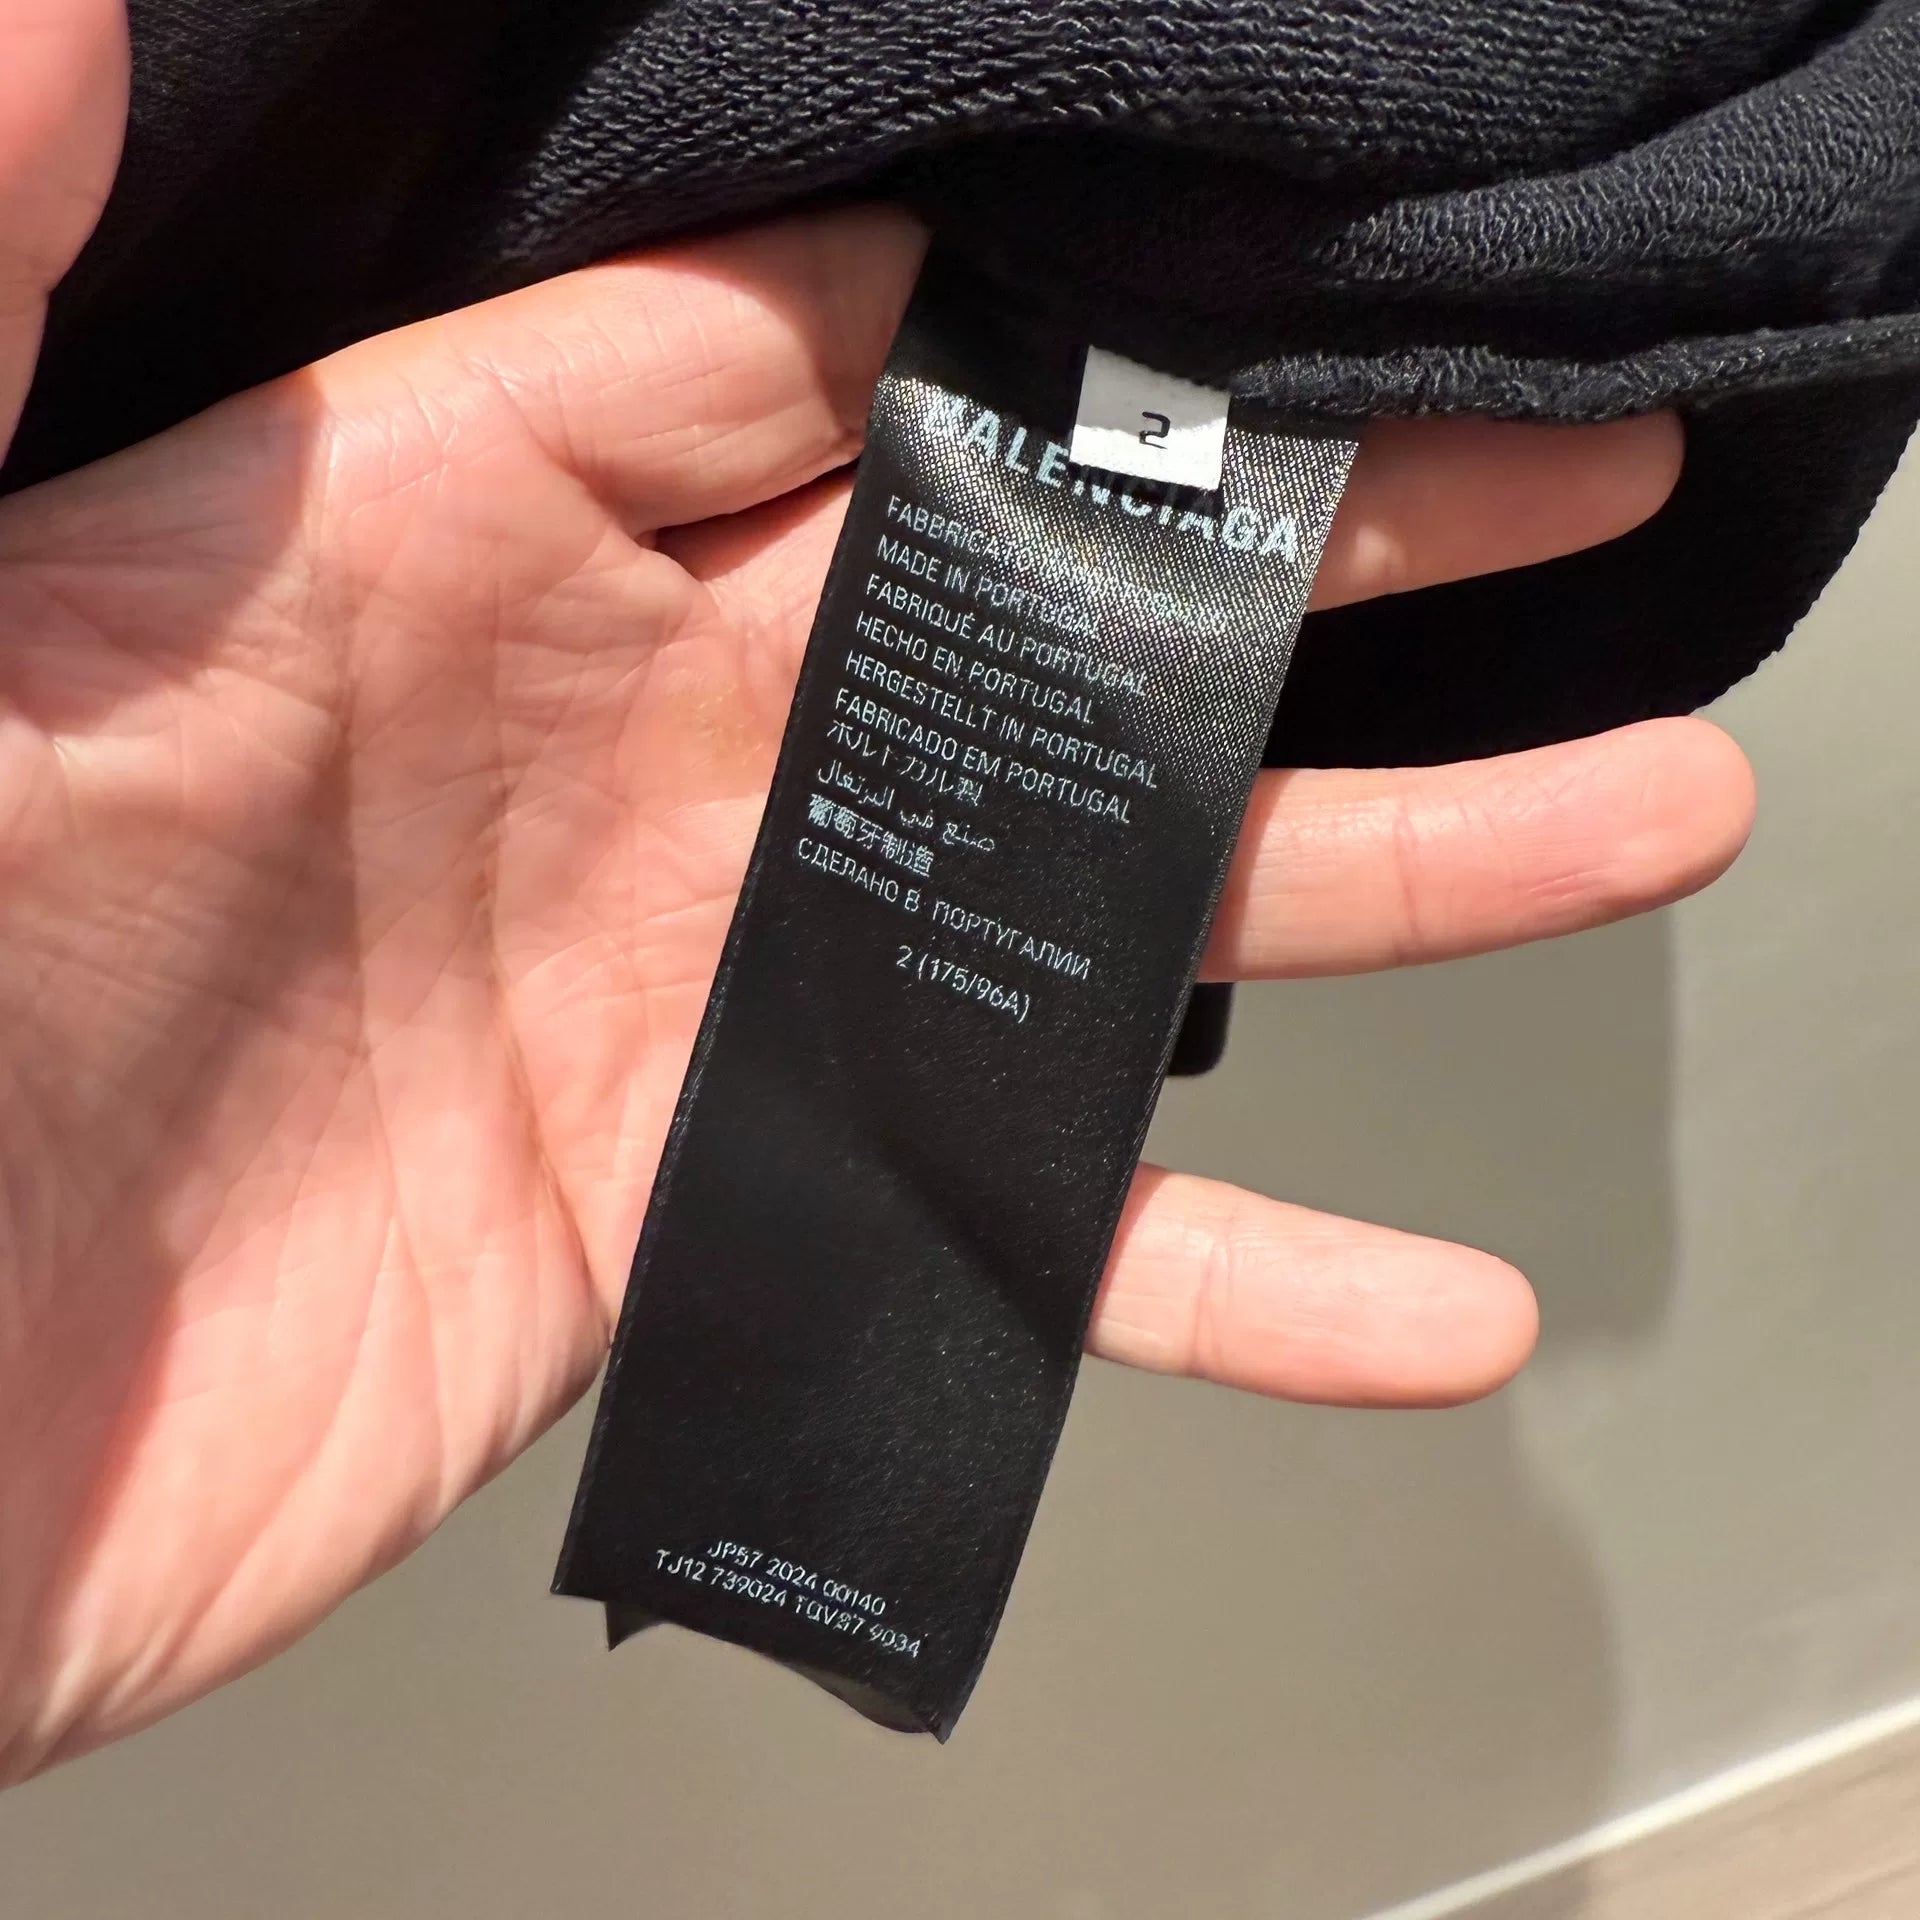 2
BALENCIAGA
FABBRICATO IN PORTOGALLO
MADE IN PORTUGAL
FABRIQUÉ AU PORTUGAL
HECHO EN PORTUGAL
HERGESTELLT IN PORTUGAL
FABRICADO EM PORTUGAL
ポルトガル製
صنع في البرتغال
葡萄牙制造
СДЕЛАНО В ПОРТУГАЛИИ
2 (175/96A)
JP57 2024 00140
TJ12 739024 TQV87 9034